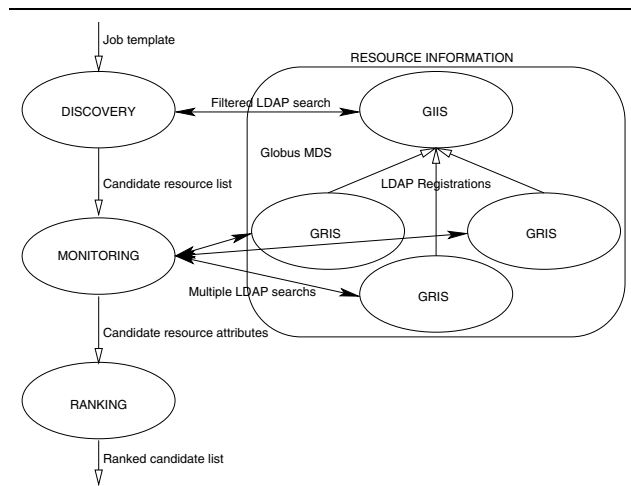 Job template
RESOURCE INFORMATION
DISCOVERY
Filtered LDAP search
GIIS
Globus MDS
Candidate resource list
LDAP Registrations
GRIS
GRIS
MONITORING
Multiple LDAP searchs
GRIS
Candidate resource attributes
RANKING
Ranked candidate list